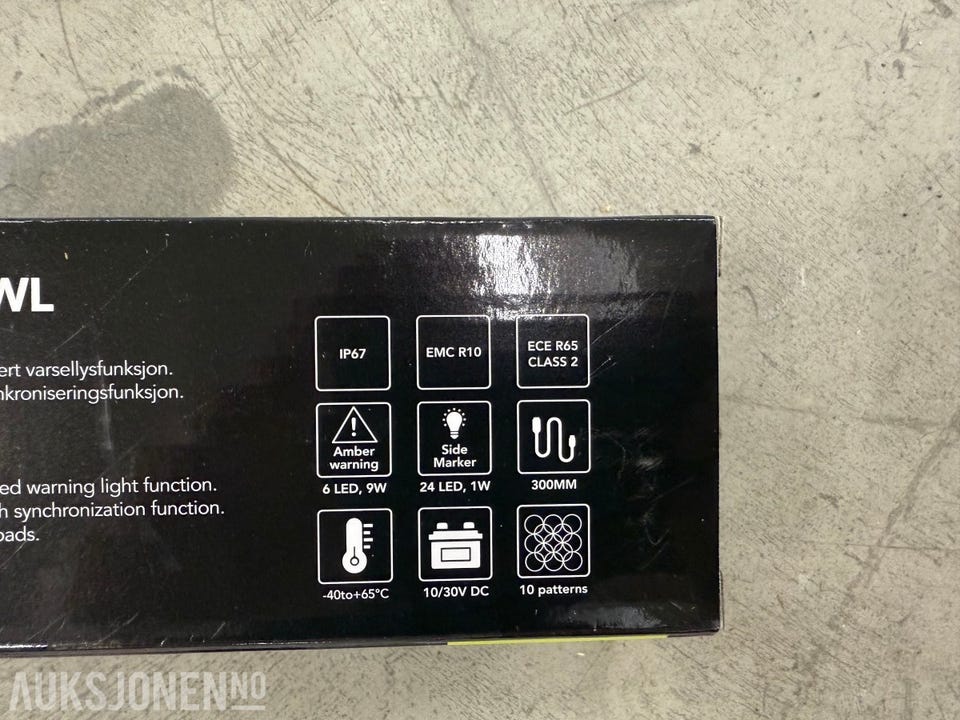 WL
ert varsellysfunksjon.
nkroniseringsfunksjon.
ed warning light function.
h synchronization function.
oads.
IP67
EMC R10
ECE R65
CLASS 2
Amber
warning
6 LED, 9W
Side
Marker
24 LED, 1W
300MM
-40to+65°C
10/30V DC
10 patterns
AUKSJONEN NO